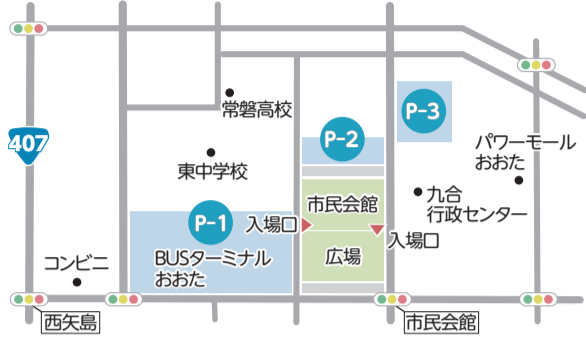 常磐高校
P-3
P-2
407
東中学校
パワーモール
おおた
市民会館
九合
行政センター
P-1
入場口
入場口
BUSターミナル
おおた
広場
コンビニ
西矢島
市民会館